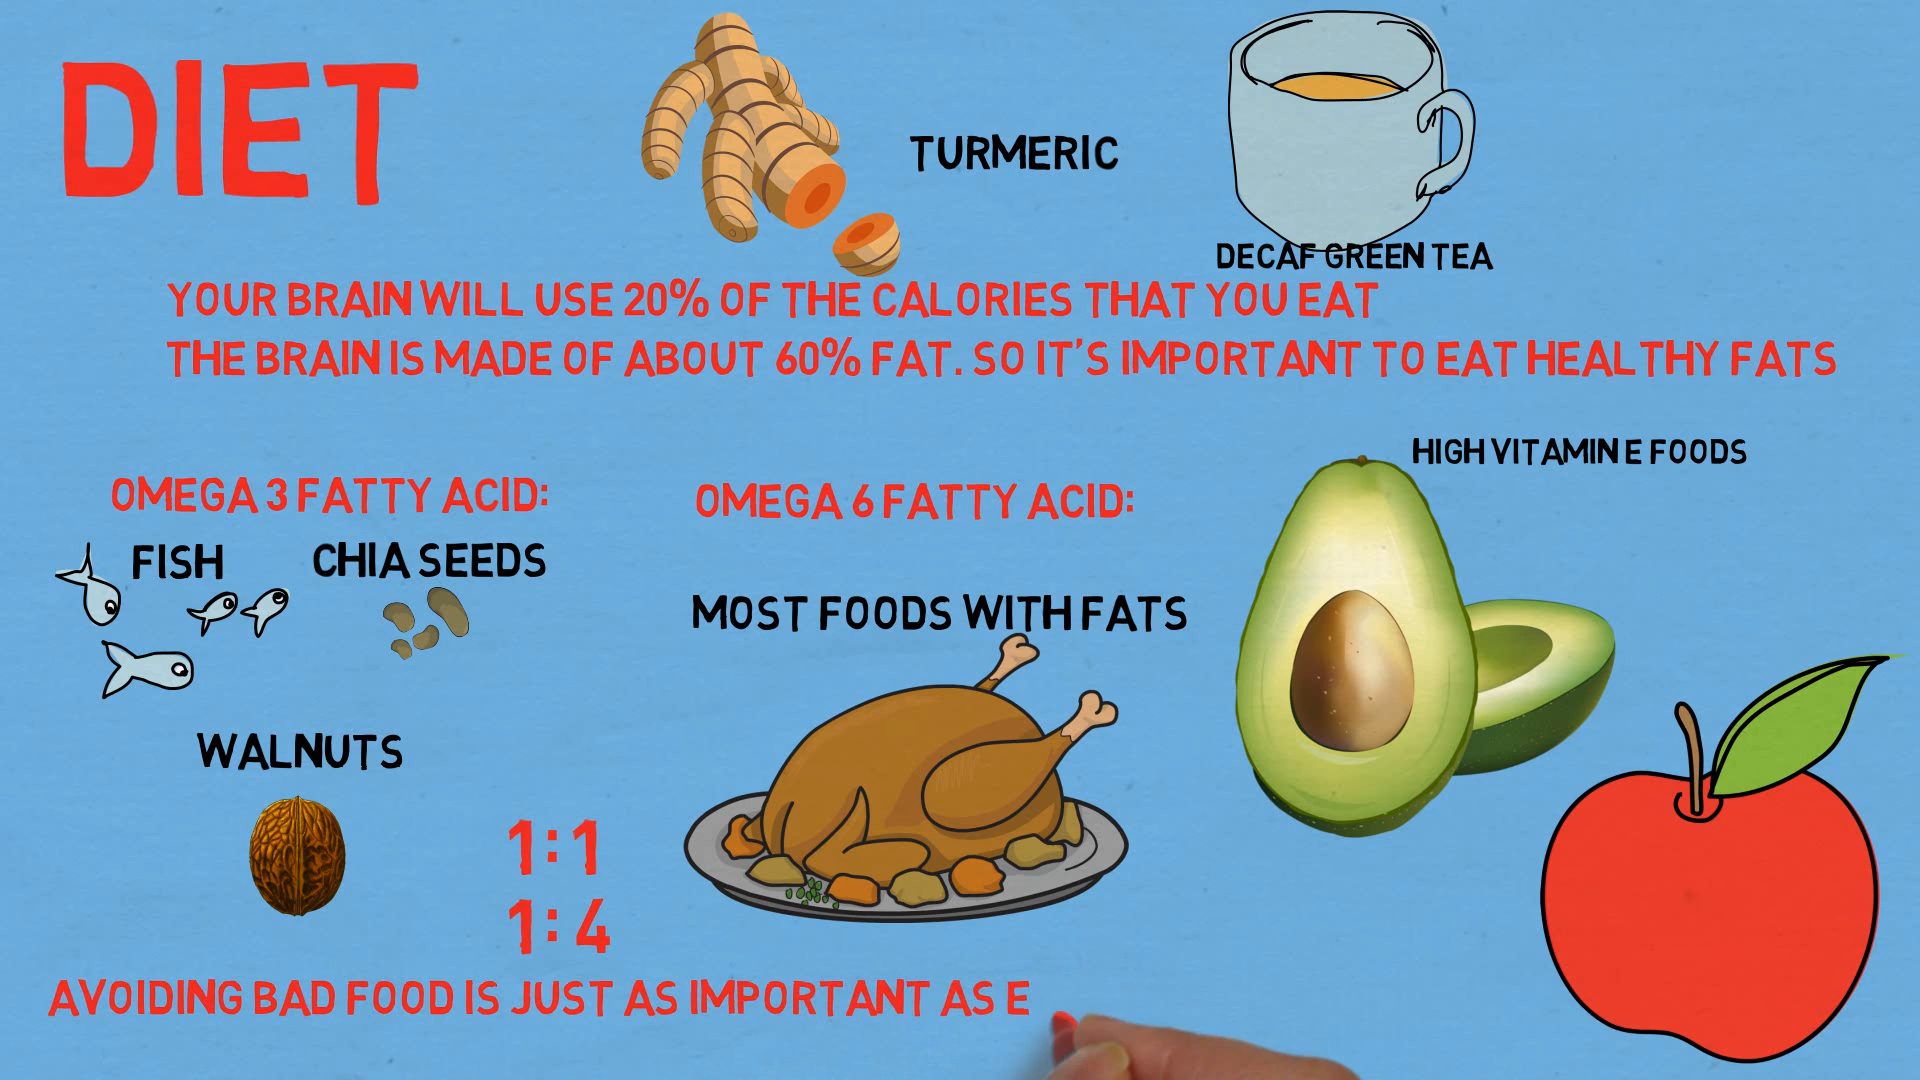 DIET
TURMERIC
DECAF GREEN TEA
YOUR BRAIN WILL USE 20% OF THE CALORIES THAT YOU EAT
THE BRAIN IS MADE OF ABOUT 60% FAT. SO IT'S IMPORTANT TO EAT HEALTHY FATS
HIGH VITAMIN E FOODS
OMEGA 3 FATTY ACID:
OMEGA 6 FATTY ACID:
FISH
CHIA SEEDS
MOST FOODS WITH FATS
WALNUTS
1:1
1:4
AVOIDING BAD FOOD IS JUST AS IMPORTANT AS E